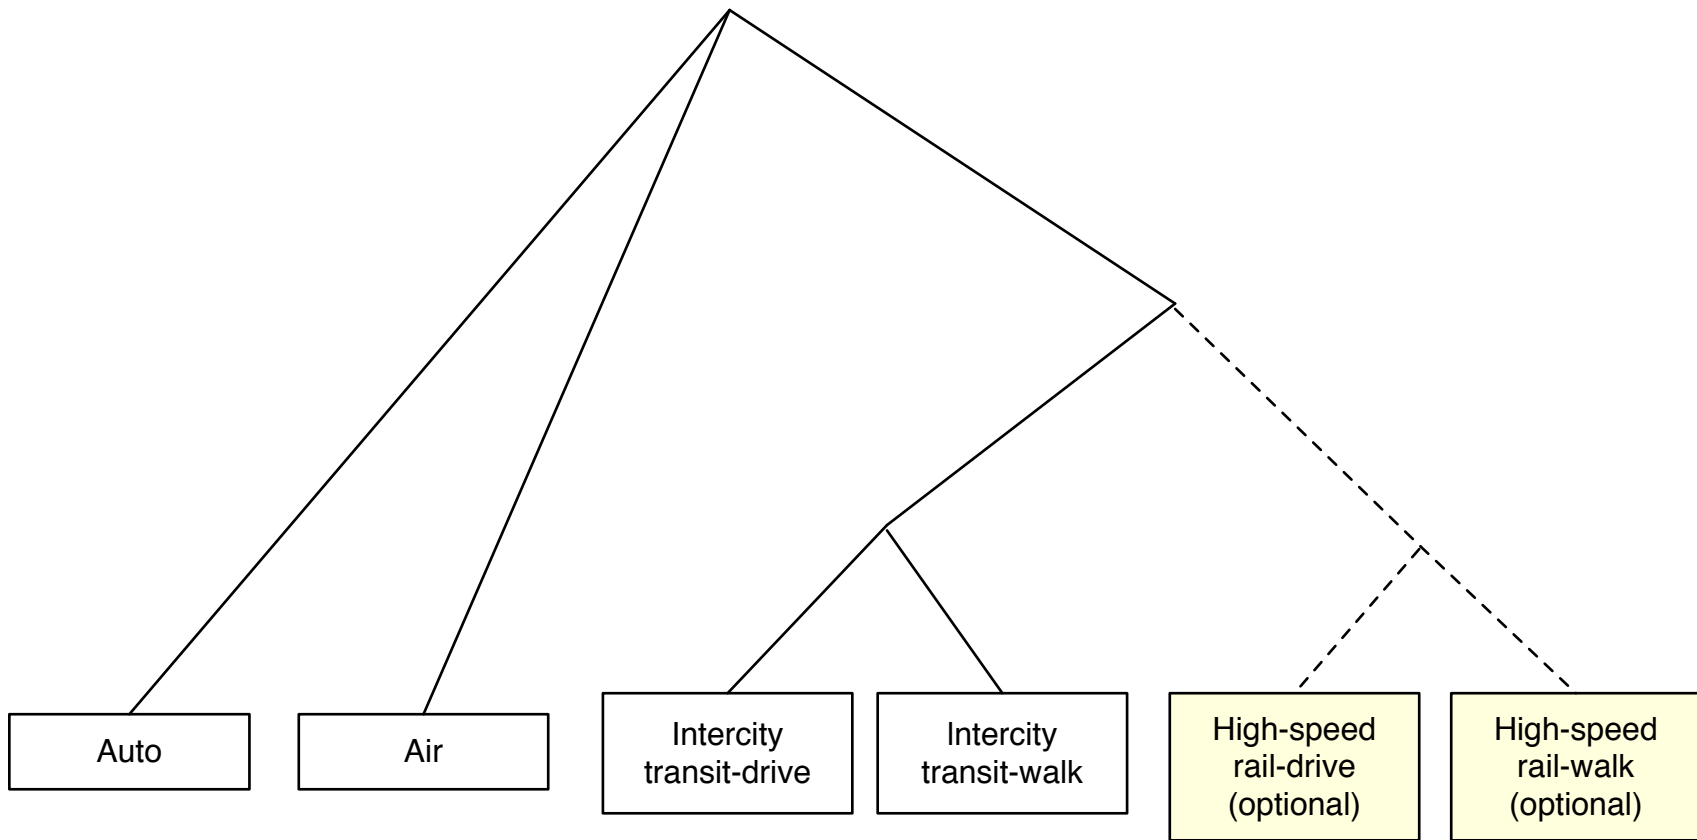 Auto
Air
Intercity
transit-drive
Intercity
transit-walk
High-speed
rail-drive
(optional)
High-speed
rail-walk
(optional)